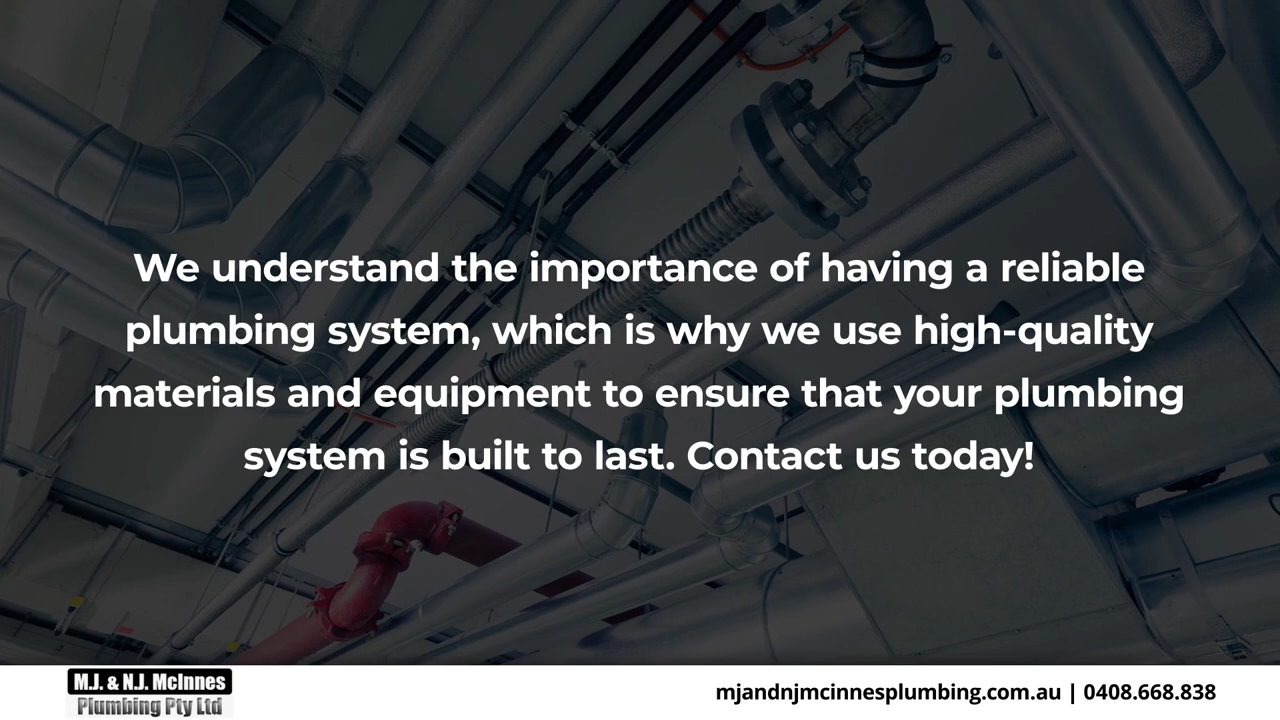 We understand the importance of having a reliable
plumbing system, which is why we use high-quality
materials and equipment to ensure that your plumbing
system is built to last. Contact us today!
M.J. & N.J. McInnes
Plumbing Pty Ltd
mjandnjmcinnesplumbing.com.au | 0408.668.838